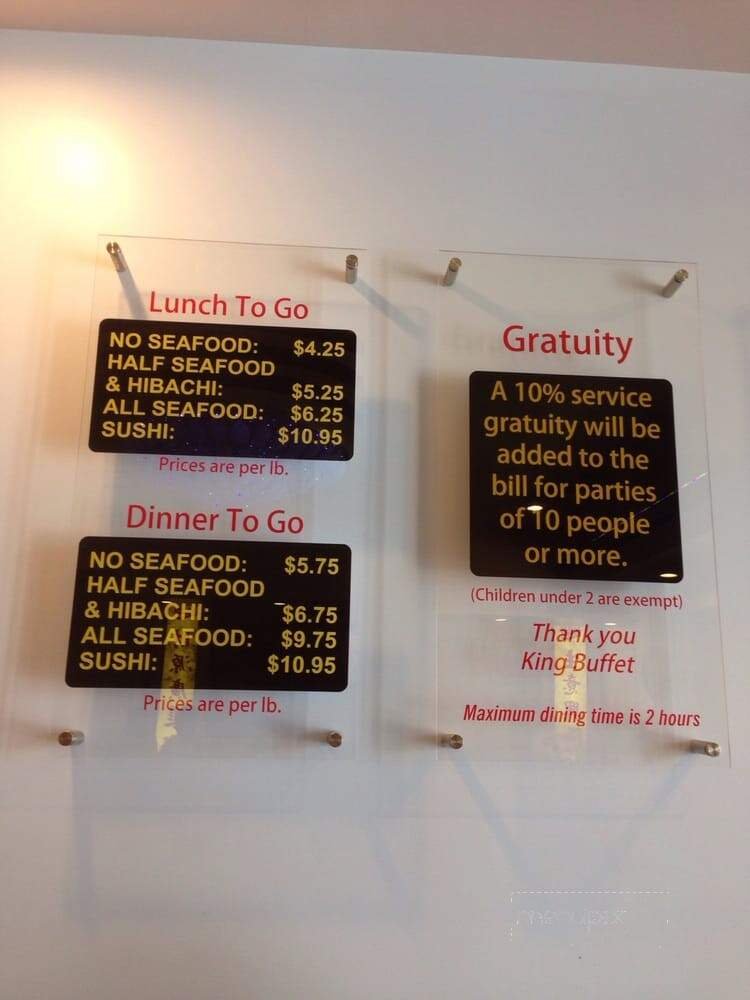 Lunch To Go
NO SEAFOOD: $4.25
HALF SEAFOOD
& HIBACHI: $5.25
ALL SEAFOOD: $6.25
SUSHI: $10.95
Prices are per lb.
Dinner To Go
NO SEAFOOD: $5.75
HALF SEAFOOD
& HIBACHI: $6.75
ALL SEAFOOD: $9.75
SUSHI: $10.95
Prices are per lb.
Gratuity
A 10% service
gratuity will be
added to the
bill for parties
of 10 people
or more.
(Children under 2 are exempt)
Thank you
King Buffet
Maximum dining time is 2 hours